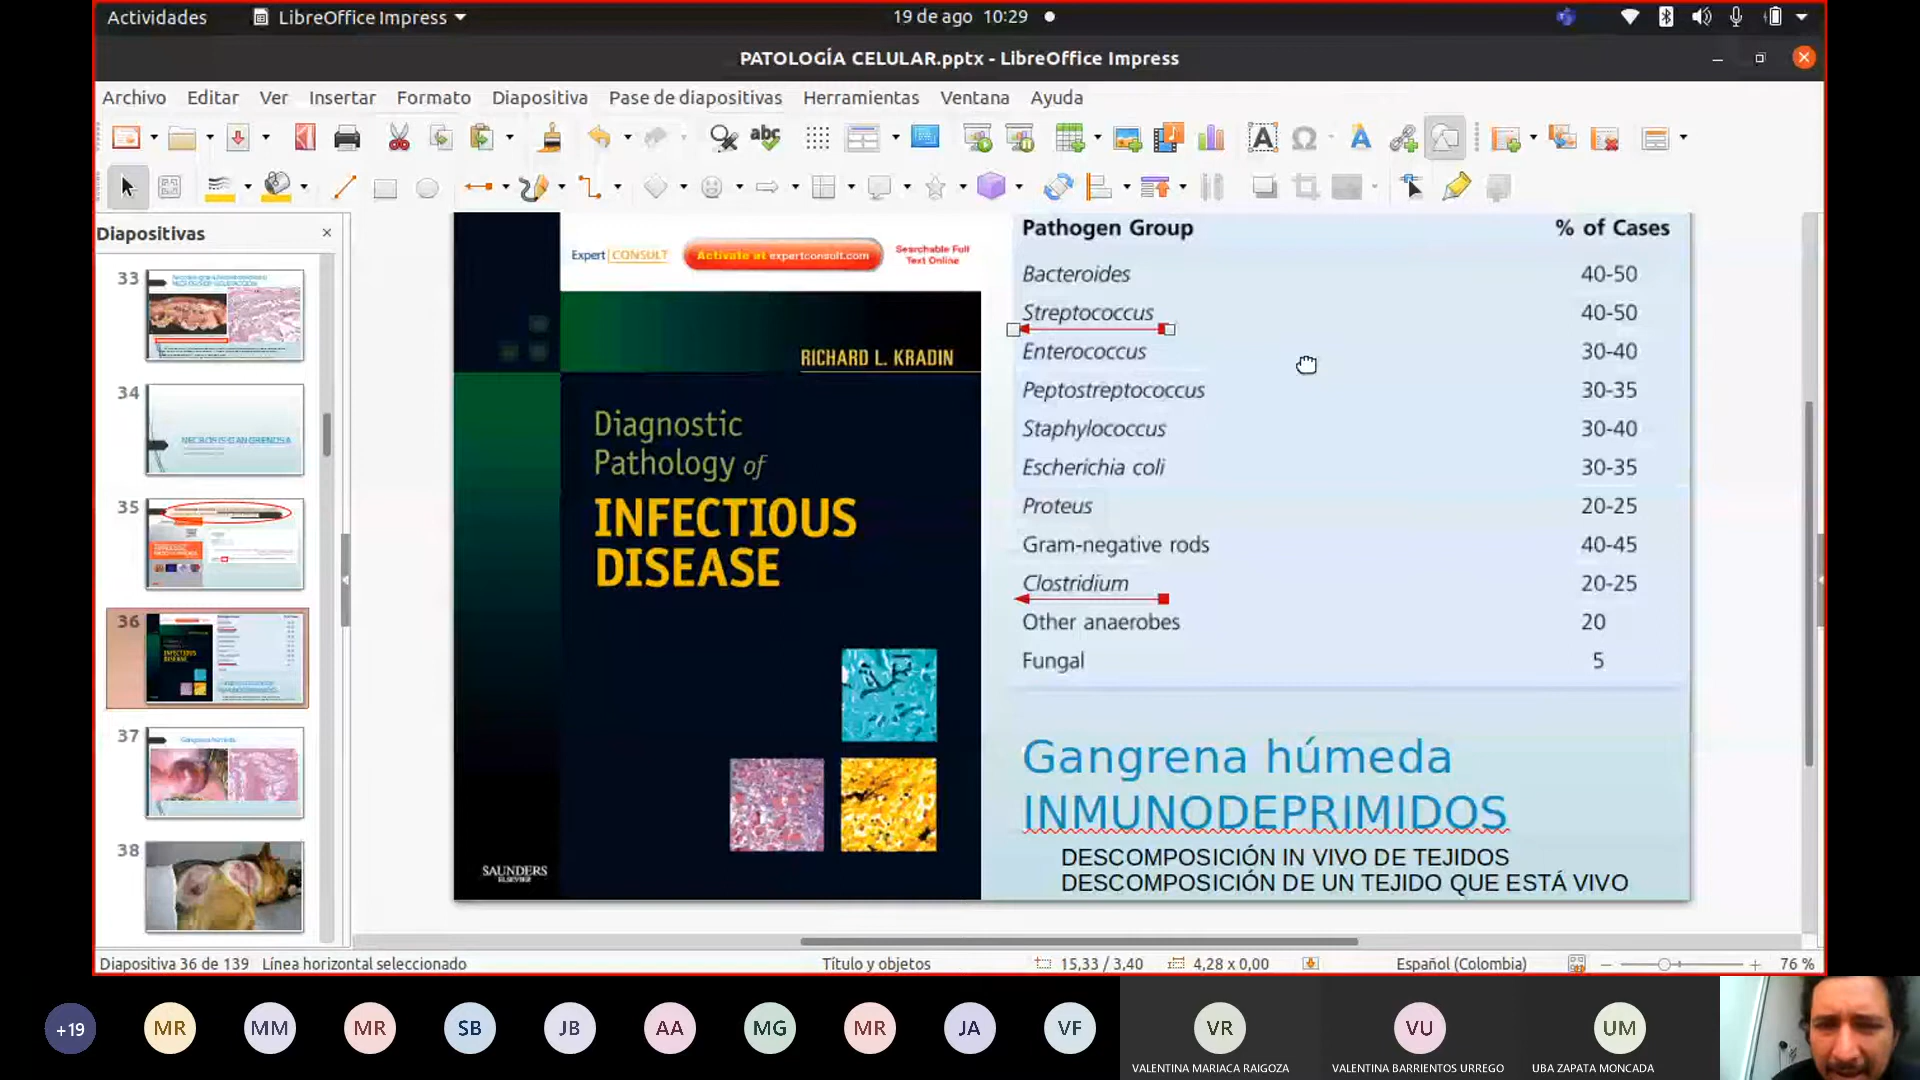 Actividades
LibreOffice Impress
19 de ago 10:29
PATOLOGÍA CELULAR.pptx - LibreOffice Impress
Archivo Editar Ver Insertar Formato Diapositiva Pase de diapositivas Herramientas Ventana Ayuda
Diapositivas
33
34
NECROSIS GANGRENOSA
35
36
INFECTIOUS
DISEASE
37
Gangrena húmeda
38
Expert CONSULT
Activate at expertconsult.com
Searchable Full
Text Online
RICHARD L. KRADIN
Diagnostic
Pathology of
INFECTIOUS
DISEASE
SAUNDERS
ELSEVIER
Pathogen Group % of Cases
Bacteroides 40-50
Streptococcus 40-50
Enterococcus 30-40
Peptostreptococcus 30-35
Staphylococcus 30-40
Escherichia coli 30-35
Proteus 20-25
Gram-negative rods 40-45
Clostridium 20-25
Other anaerobes 20
Fungal 5
Gangrena húmeda
INMUNODEPRIMIDOS
DESCOMPOSICIÓN IN VIVO DE TEJIDOS
DESCOMPOSICIÓN DE UN TEJIDO QUE ESTÁ VIVO
Diapositiva 36 de 139 Línea horizontal seleccionado Título y objetos 15,33 / 3,40 4,28 x 0,00 Español (Colombia) 76 %
+19 MR MM MR SB JB AA MG MR JA VF VR VU UM
VALENTINA MARIACA RAIGOZA VALENTINA BARRIENTOS URREGO UBA ZAPATA MONCADA